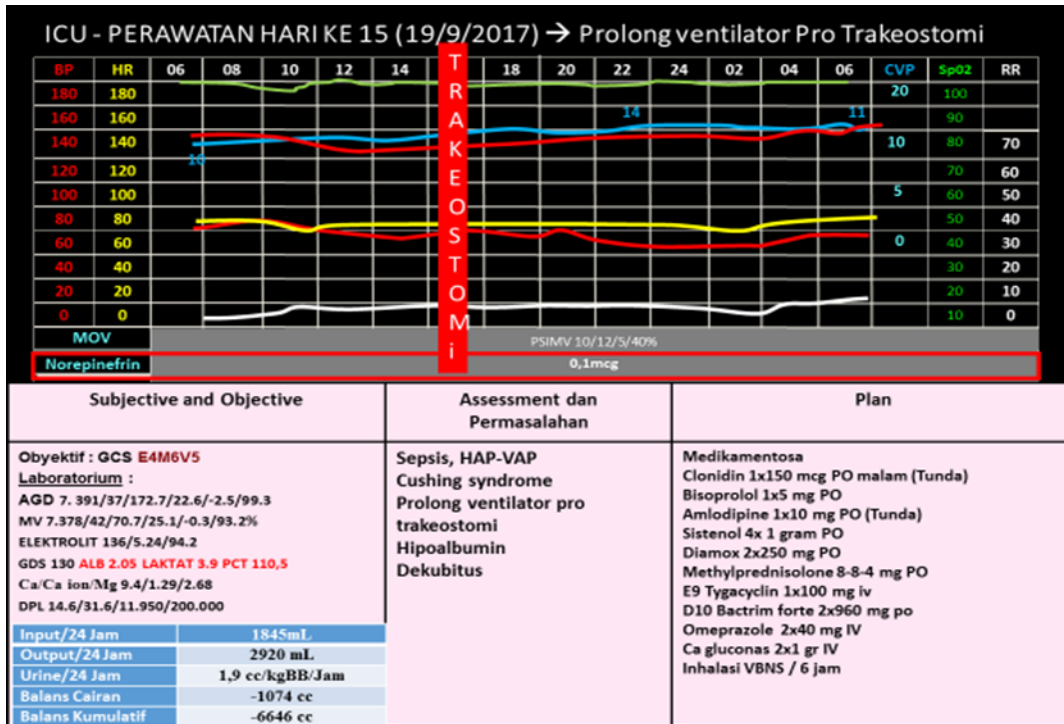 ICU - PERAWATAN HARI KE 15 (19/9/2017) → Prolong ventilator Pro Trakeostomi
BP HR 06 08 10 12 14 18 20 22 24 02 04 06 CVP Sp02 RR
180 180 20 100
160 160 14 11 90
140 140 10 10 80 70
120 120 70 60
100 100 5 60 50
80 80 50 40
60 60 0 40 30
40 40 30 20
20 20 20 10
0 0 10 0
TRAKEOSTOMi
MOV PSIMV 10/12/5/40%
Norepinefrin 0,1mcg
Subjective and Objective
Obyektif : GCS E4M6V5
Laboratorium :
AGD 7. 391/37/172.7/22.6/-2.5/99.3
MV 7.378/42/70.7/25.1/-0.3/93.2%
ELEKTROLIT 136/5.24/94.2
GDS 130 ALB 2.05 LAKTAT 3.9 PCT 110,5
Ca/Ca ion/Mg 9.4/1.29/2.68
DPL 14.6/31.6/11.950/200.000
Input/24 Jam 1845mL
Output/24 Jam 2920 mL
Urine/24 Jam 1,9 cc/kgBB/Jam
Balans Cairan -1074 cc
Balans Kumulatif -6646 cc
Assessment dan
Permasalahan
Sepsis, HAP-VAP
Cushing syndrome
Prolong ventilator pro
trakeostomi
Hipoalbumin
Dekubitus
Plan
Medikamentosa
Clonidin 1x150 mcg PO malam (Tunda)
Bisoprolol 1x5 mg PO
Amlodipine 1x10 mg PO (Tunda)
Sistenol 4x 1 gram PO
Diamox 2x250 mg PO
Methylprednisolone 8-8-4 mg PO
E9 Tygacyclin 1x100 mg iv
D10 Bactrim forte 2x960 mg po
Omeprazole 2x40 mg IV
Ca gluconas 2x1 gr IV
Inhalasi VBNS / 6 jam